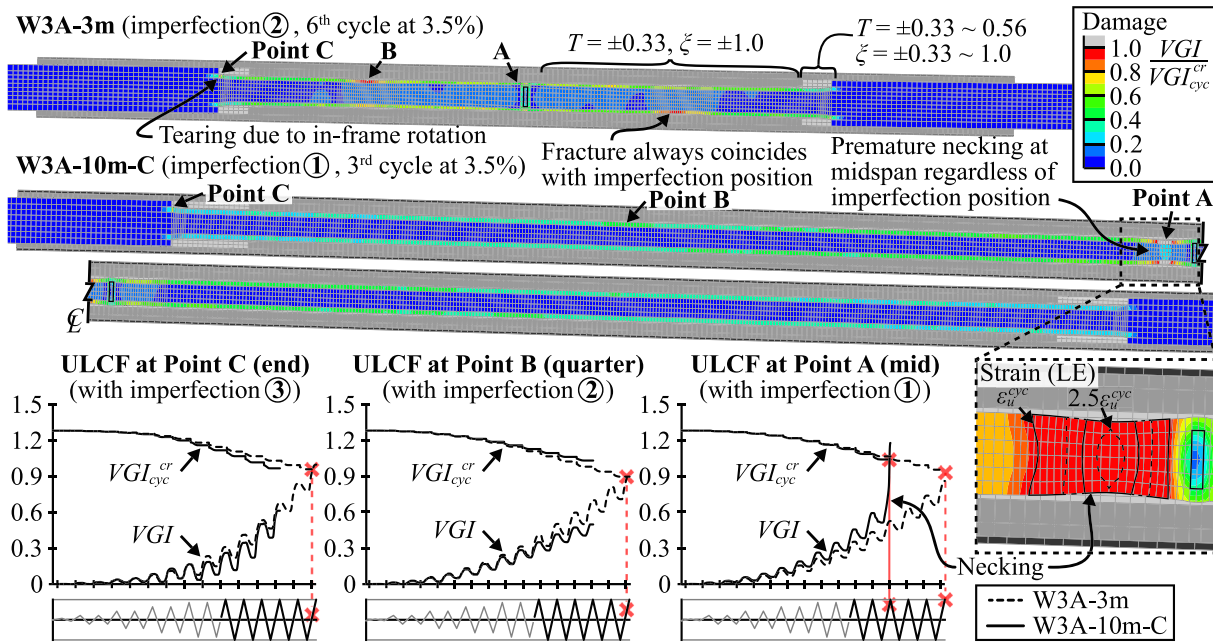 W3A-3m (imperfection②, 6th cycle at 3.5%)
Point C
B
A
T = ±0.33, ξ = ±1.0
T = ±0.33 ~ 0.56
ξ = ±0.33 ~ 1.0
Damage
1.0
0.8
0.6
0.4
0.2
0.0
VGI
VGI_cyc^cr
Tearing due to in-frame rotation
Fracture always coincides
with imperfection position
Premature necking at
midspan regardless of
imperfection position
W3A-10m-C (imperfection①, 3rd cycle at 3.5%)
Point C
Point B
Point A
℄
ULCF at Point C (end)
(with imperfection ③)
1.5
1.2
0.9
0.6
0.3
0
VGI_cyc^cr
VGI
ULCF at Point B (quarter)
(with imperfection ②)
1.5
1.2
0.9
0.6
0.3
0
VGI_cyc^cr
VGI
ULCF at Point A (mid)
(with imperfection ①)
1.5
1.2
0.9
0.6
0.3
0
VGI_cyc^cr
VGI
Strain (LE)
ε_u^cyc
2.5ε_u^cyc
Necking
W3A-3m
W3A-10m-C